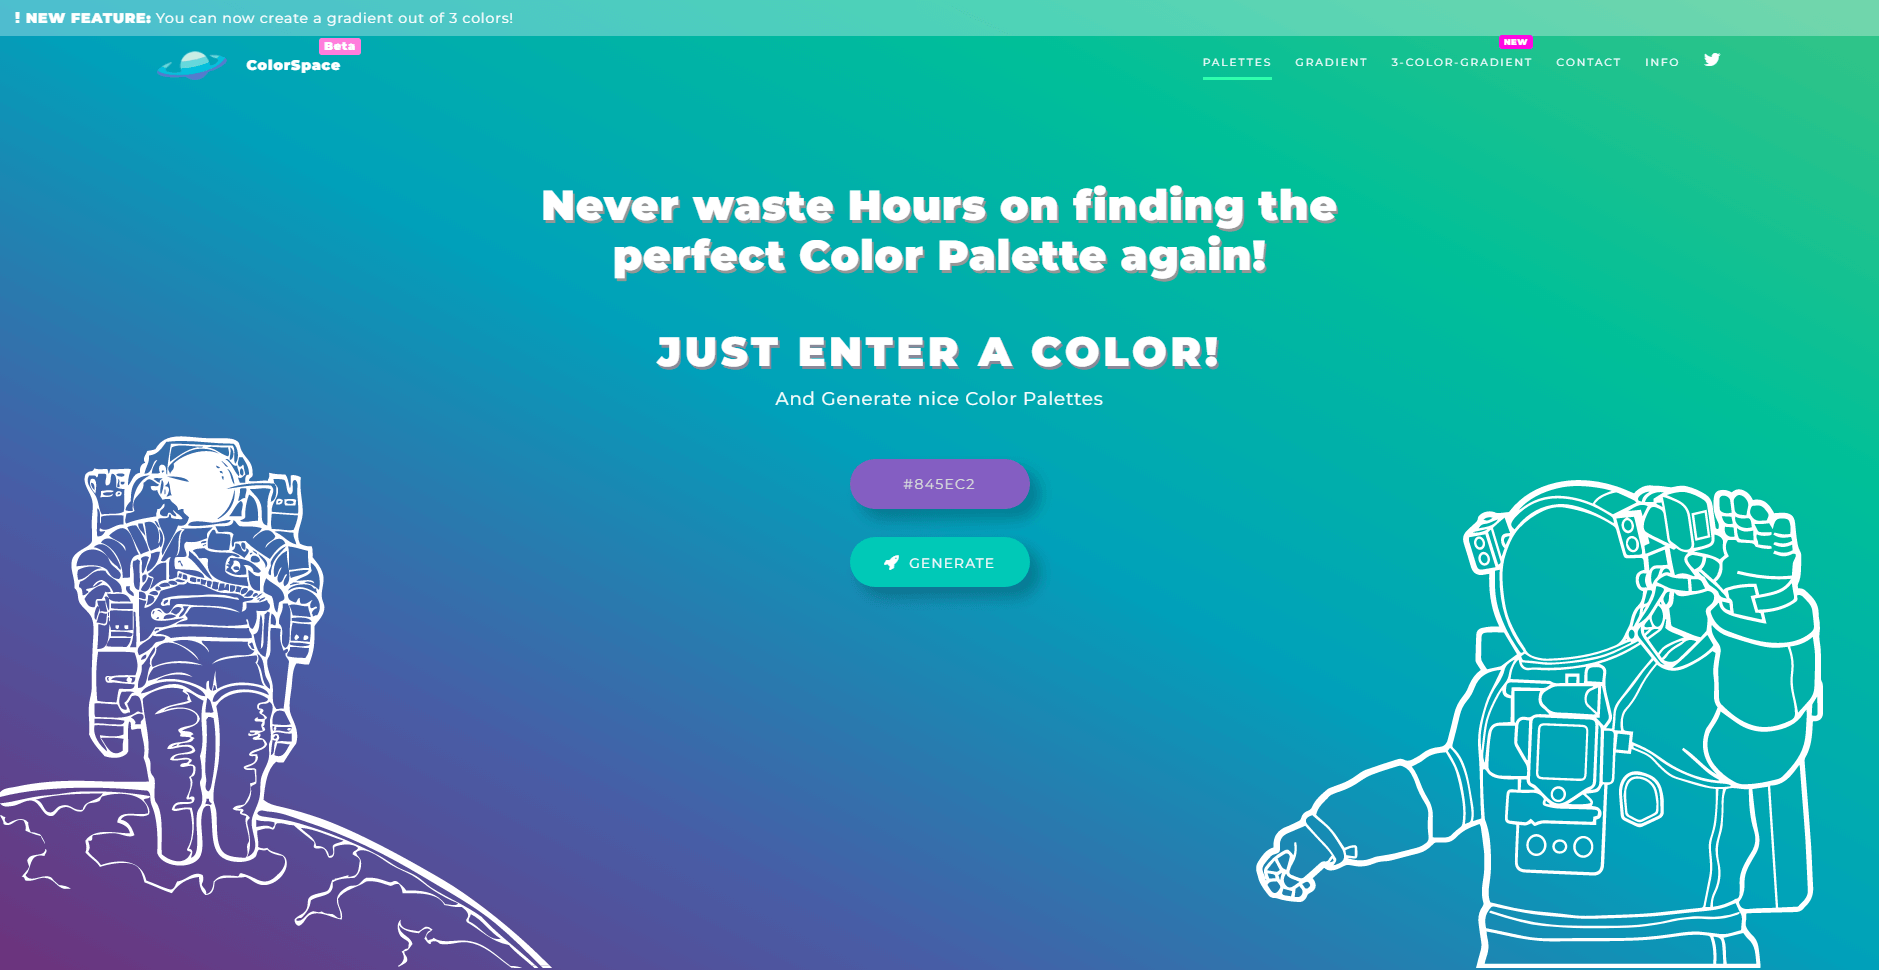 ! NEW FEATURE: You can now create a gradient out of 3 colors!
Beta
ColorSpace
NEW
PALETTES GRADIENT 3-COLOR-GRADIENT CONTACT INFO
Never waste Hours on finding the
perfect Color Palette again!
JUST ENTER A COLOR!
And Generate nice Color Palettes
#845EC2
GENERATE